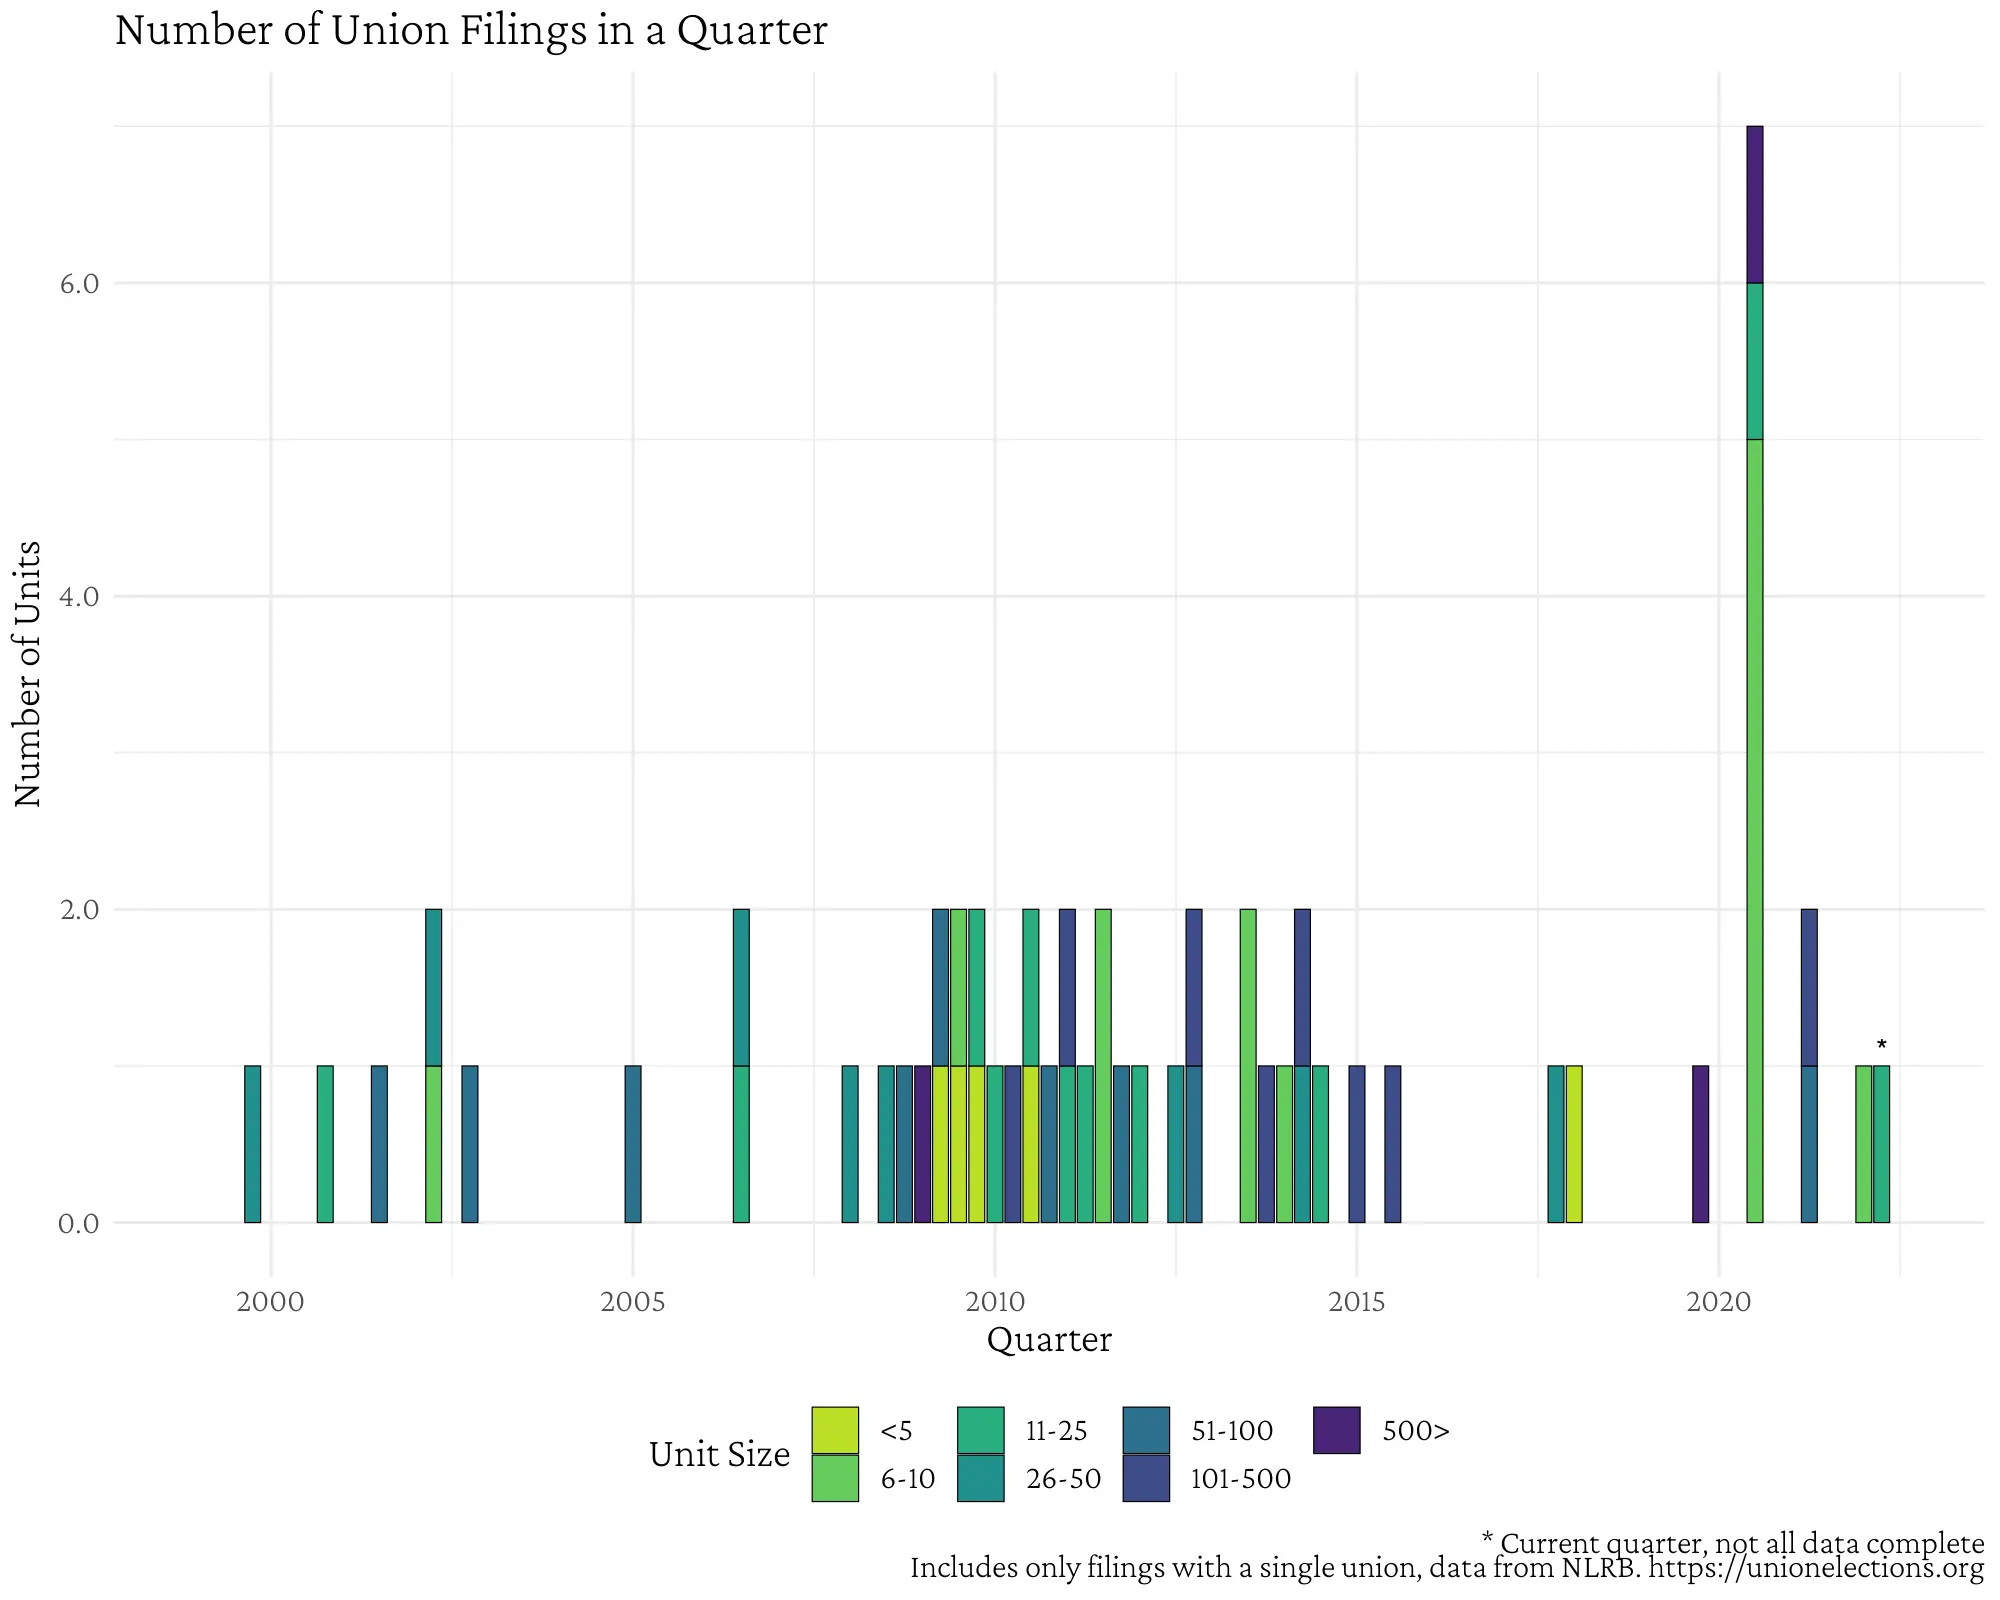 Number of Union Filings in a Quarter
Number of Units
6.0
4.0
2.0
0.0
*
2000 2005 2010 2015 2020
Quarter
Unit Size
<5 11-25 51-100 500>
6-10 26-50 101-500
* Current quarter, not all data complete
Includes only filings with a single union, data from NLRB. https://unionelections.org